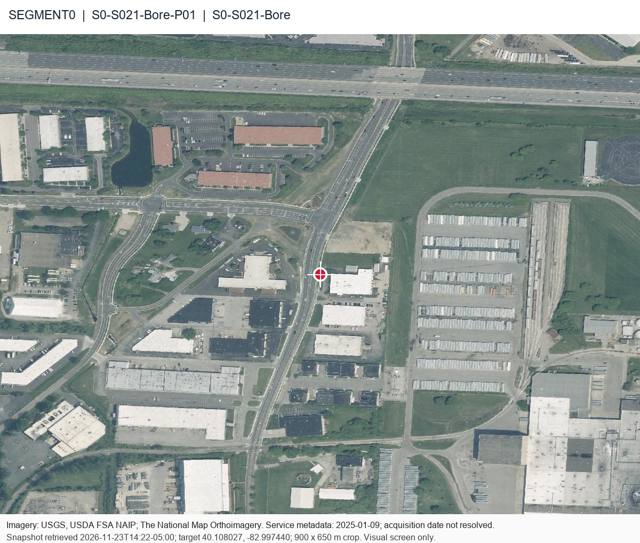 SEGMENT0 | S0-S021-Bore-P01 | S0-S021-Bore
Imagery: USGS, USDA FSA NAIP; The National Map Orthoimagery. Service metadata: 2025-01-09; acquisition date not resolved.
Snapshot retrieved 2026-11-23T14:22-05:00; target 40.108027, -82.997440; 900 x 650 m crop. Visual screen only.